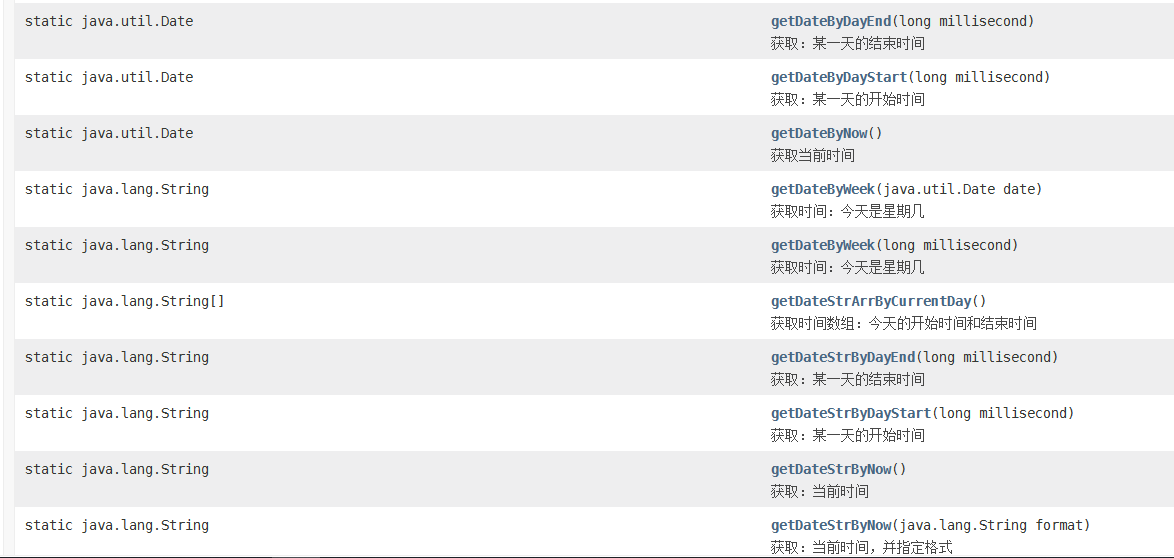 static java.util.Date getDateByDayEnd(long millisecond)
获取：某一天的结束时间
static java.util.Date getDateByDayStart(long millisecond)
获取：某一天的开始时间
static java.util.Date getDateByNow()
获取当前时间
static java.lang.String getDateByWeek(java.util.Date date)
获取时间：今天是星期几
static java.lang.String getDateByWeek(long millisecond)
获取时间：今天是星期几
static java.lang.String[] getDateStrArrByCurrentDay()
获取时间数组：今天的开始时间和结束时间
static java.lang.String getDateStrByDayEnd(long millisecond)
获取：某一天的结束时间
static java.lang.String getDateStrByDayStart(long millisecond)
获取：某一天的开始时间
static java.lang.String getDateStrByNow()
获取：当前时间
static java.lang.String getDateStrByNow(java.lang.String format)
获取：当前时间，并指定格式